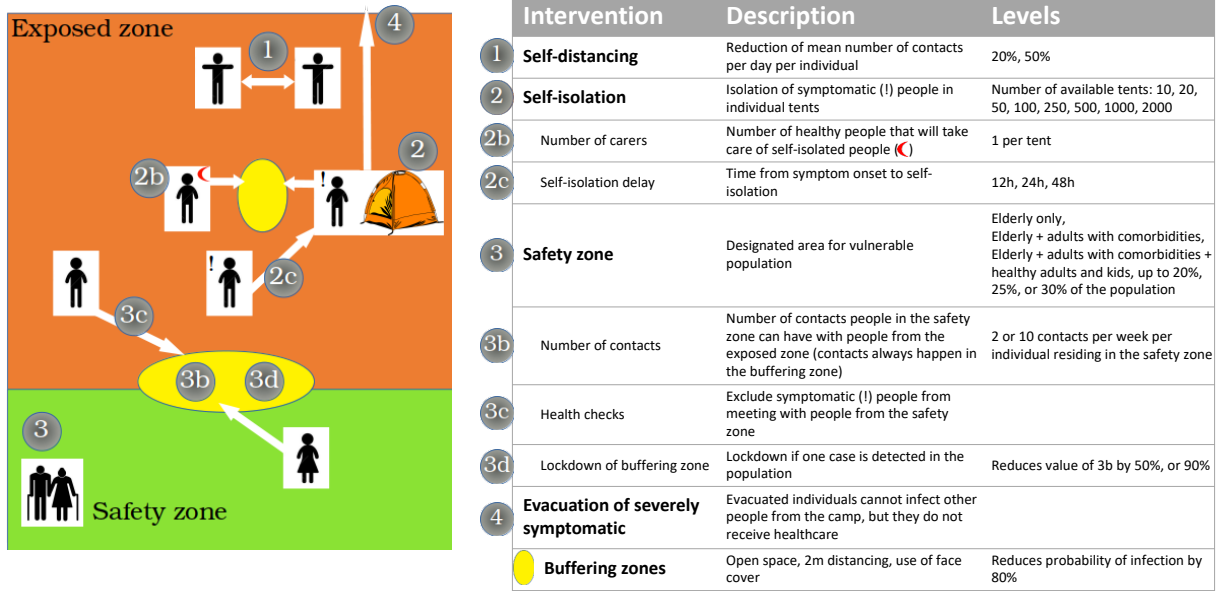 Exposed zone
4
1
2
2b
!
2c
!
3c
3b
3d
3
Safety zone
Intervention Description Levels
1 Self-distancing Reduction of mean number of contacts
per day per individual
20%, 50%
2 Self-isolation Isolation of symptomatic (!) people in
individual tents
Number of available tents: 10, 20,
50, 100, 250, 500, 1000, 2000
2b Number of carers Number of healthy people that will take
care of self-isolated people ( )
1 per tent
2c Self-isolation delay Time from symptom onset to self-
isolation
12h, 24h, 48h
3 Safety zone Designated area for vulnerable
population
Elderly only,
Elderly + adults with comorbidities,
Elderly + adults with comorbidities +
healthy adults and kids, up to 20%,
25%, or 30% of the population
3b Number of contacts Number of contacts people in the safety
zone can have with people from the
exposed zone (contacts always happen in
the buffering zone)
2 or 10 contacts per week per
individual residing in the safety zone
3c Health checks Exclude symptomatic (!) people from
meeting with people from the safety
zone
3d Lockdown of buffering zone Lockdown if one case is detected in the
population
Reduces value of 3b by 50%, or 90%
4 Evacuation of severely
symptomatic
Evacuated individuals cannot infect other
people from the camp, but they do not
receive healthcare
Buffering zones Open space, 2m distancing, use of face
cover
Reduces probability of infection by
80%